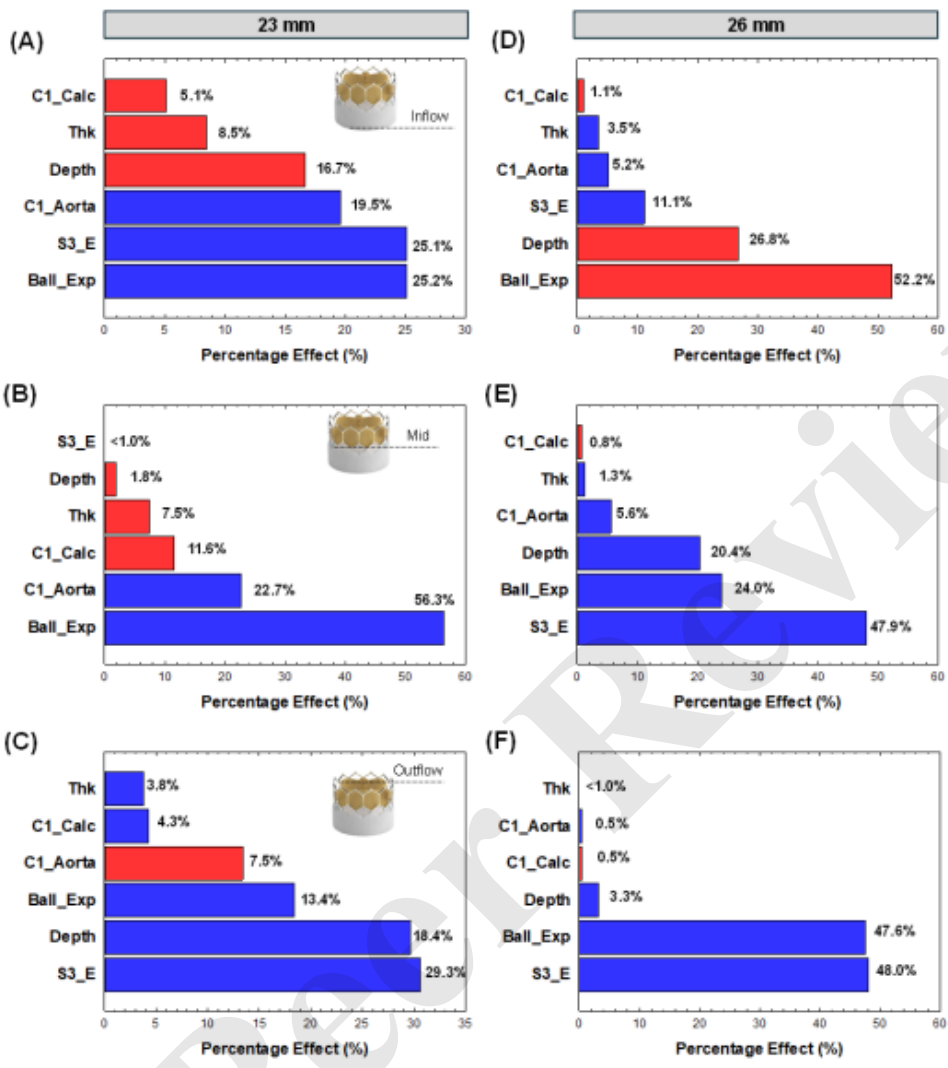 23 mm
26 mm
(A)
C1_Calc 5.1%
Thk 8.5%
Depth 16.7%
C1_Aorta 19.5%
S3_E 25.1%
Ball_Exp 25.2%
Inflow
0 5 10 15 20 25 30
Percentage Effect (%)
(D)
C1_Calc 1.1%
Thk 3.5%
C1_Aorta 5.2%
S3_E 11.1%
Depth 26.8%
Ball_Exp 52.2%
0 10 20 30 40 50 60
Percentage Effect (%)
(B)
S3_E <1.0%
Depth 1.8%
Thk 7.5%
C1_Calc 11.6%
C1_Aorta 22.7%
Ball_Exp 56.3%
Mid
0 10 20 30 40 50 60
Percentage Effect (%)
(E)
C1_Calc 0.8%
Thk 1.3%
C1_Aorta 5.6%
Depth 20.4%
Ball_Exp 24.0%
S3_E 47.9%
0 10 20 30 40 50 60
Percentage Effect (%)
(C)
Thk 3.8%
C1_Calc 4.3%
C1_Aorta 7.5%
Ball_Exp 13.4%
Depth 18.4%
S3_E 29.3%
Outflow
0 5 10 15 20 25 30 35
Percentage Effect (%)
(F)
Thk <1.0%
C1_Aorta 0.5%
C1_Calc 0.5%
Depth 3.3%
Ball_Exp 47.6%
S3_E 48.0%
0 10 20 30 40 50 60
Percentage Effect (%)
Peer Review